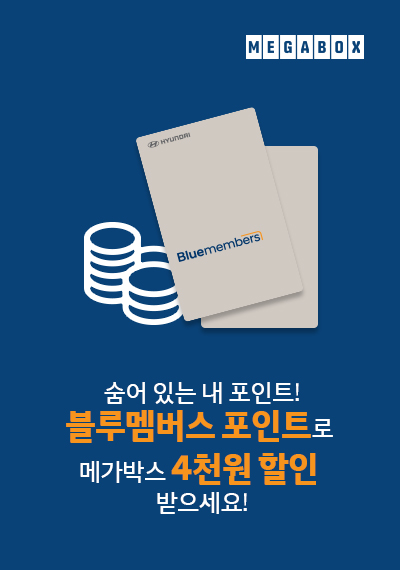 MEGABOX
HYUNDAI
Bluemembers
숨어 있는 내 포인트!
블루멤버스 포인트로
메가박스 4천원 할인
받으세요!